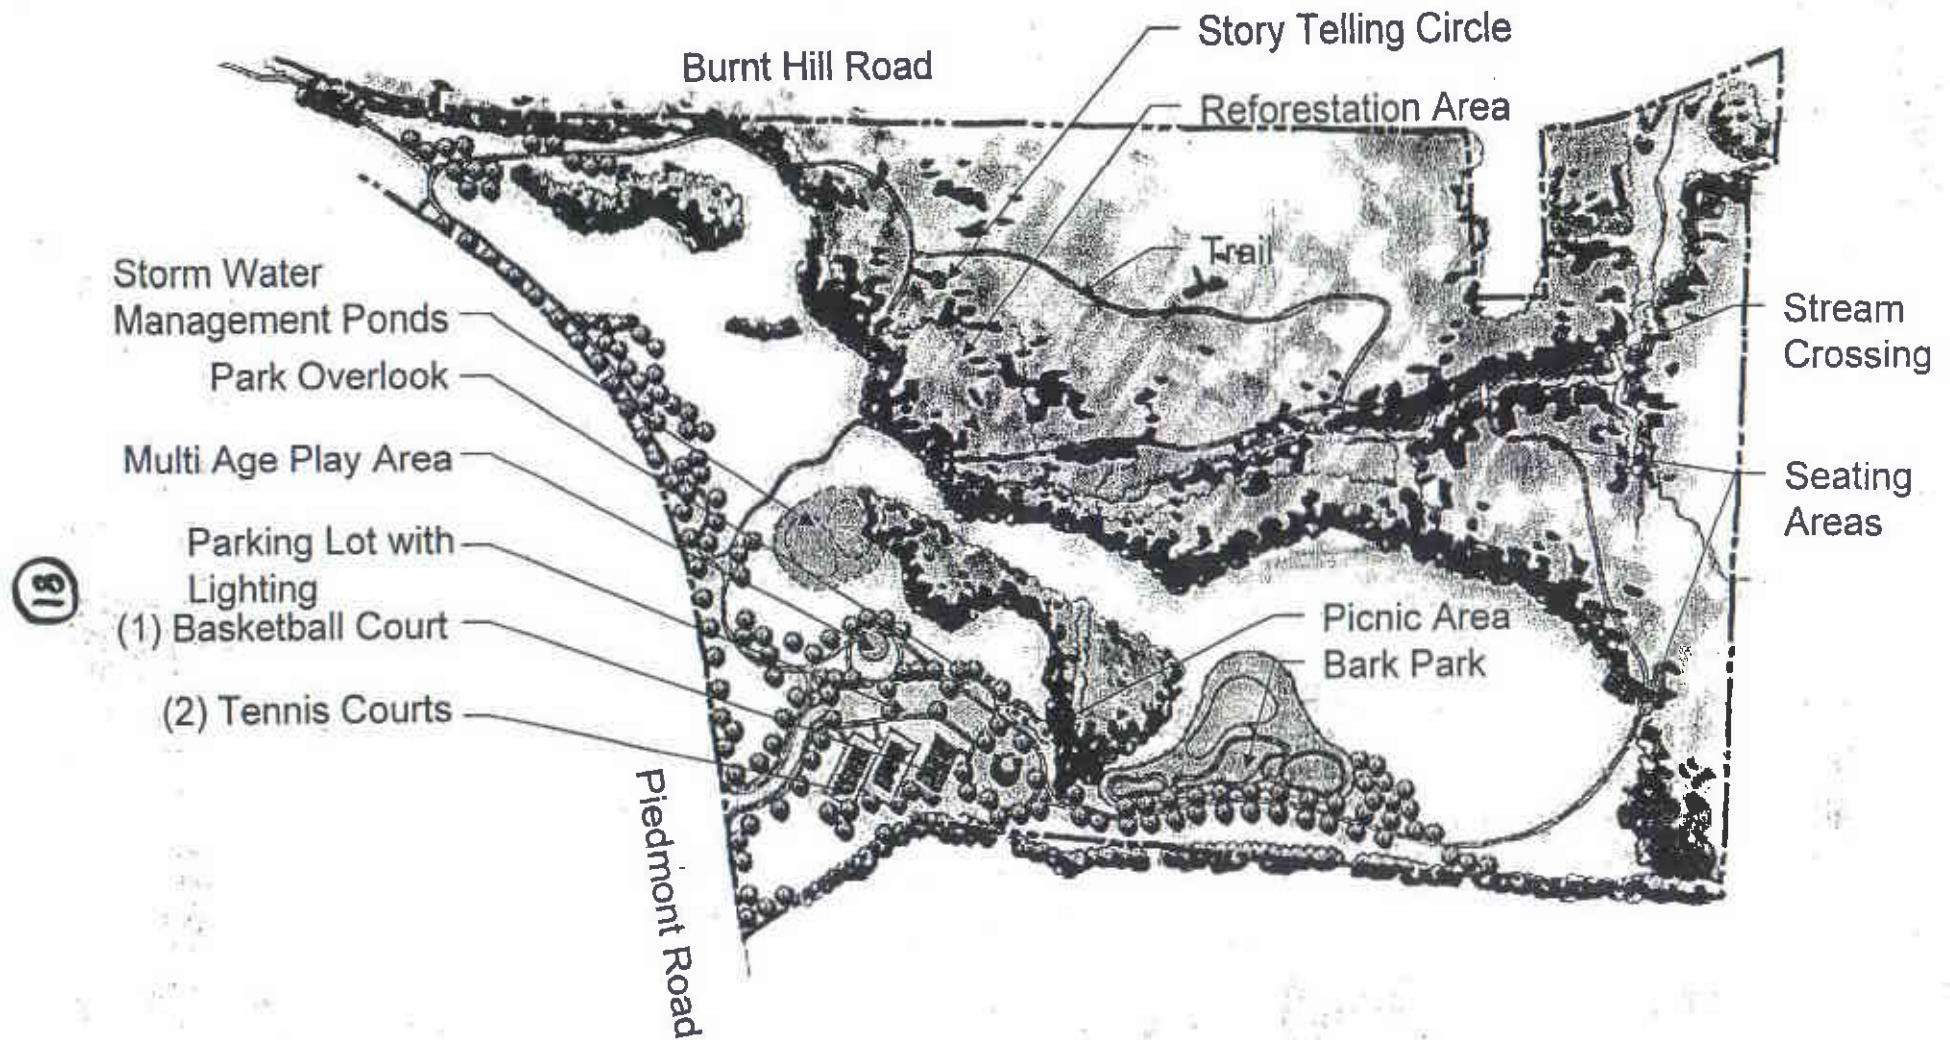 Story Telling Circle
Burnt Hill Road
Reforestation Area
Trail
Storm Water
Management Ponds
Park Overlook
Multi Age Play Area
Parking Lot with
Lighting
(1) Basketball Court
(2) Tennis Courts
Stream
Crossing
Seating
Areas
Picnic Area
Bark Park
Piedmont Road
18